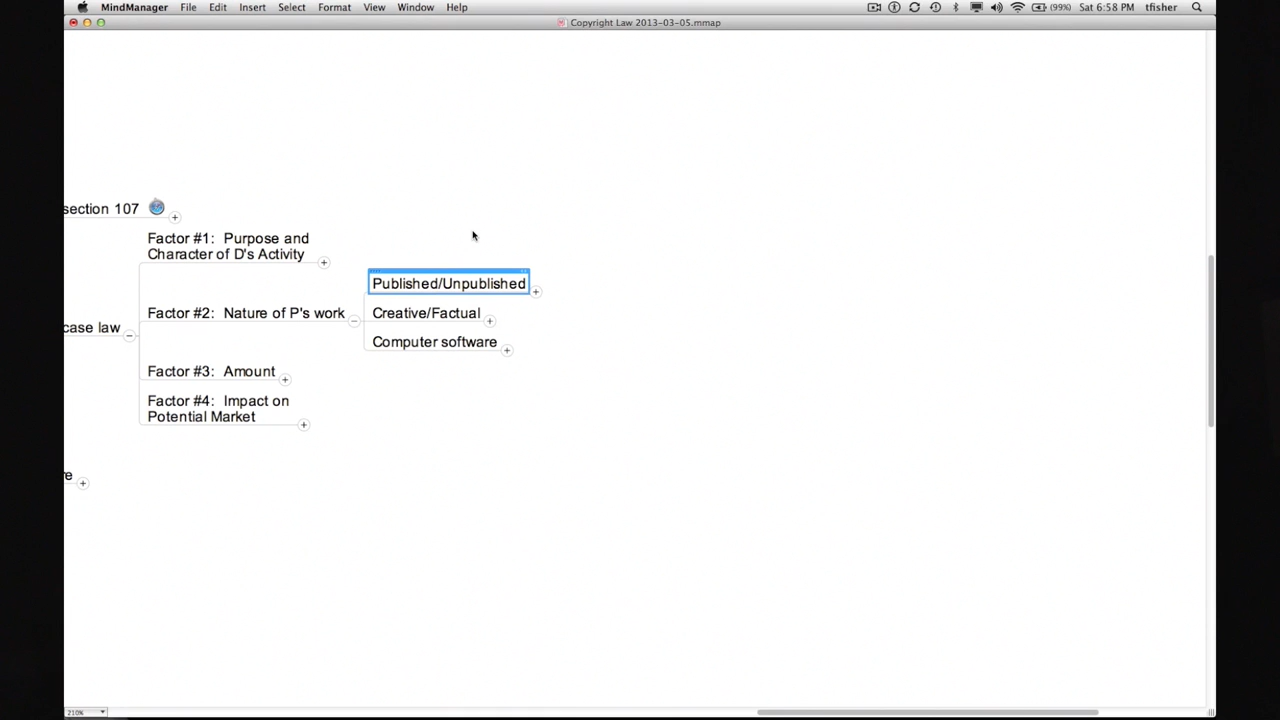 MindManager File Edit Insert Select Format View Window Help (99%) Sat 6:58 PM tfisher
Copyright Law 2013-03-05.mmap
section 107
Factor #1: Purpose and
Character of D's Activity
Published/Unpublished
case law
Factor #2: Nature of P's work
Creative/Factual
Computer software
Factor #3: Amount
Factor #4: Impact on
Potential Market
re
210%